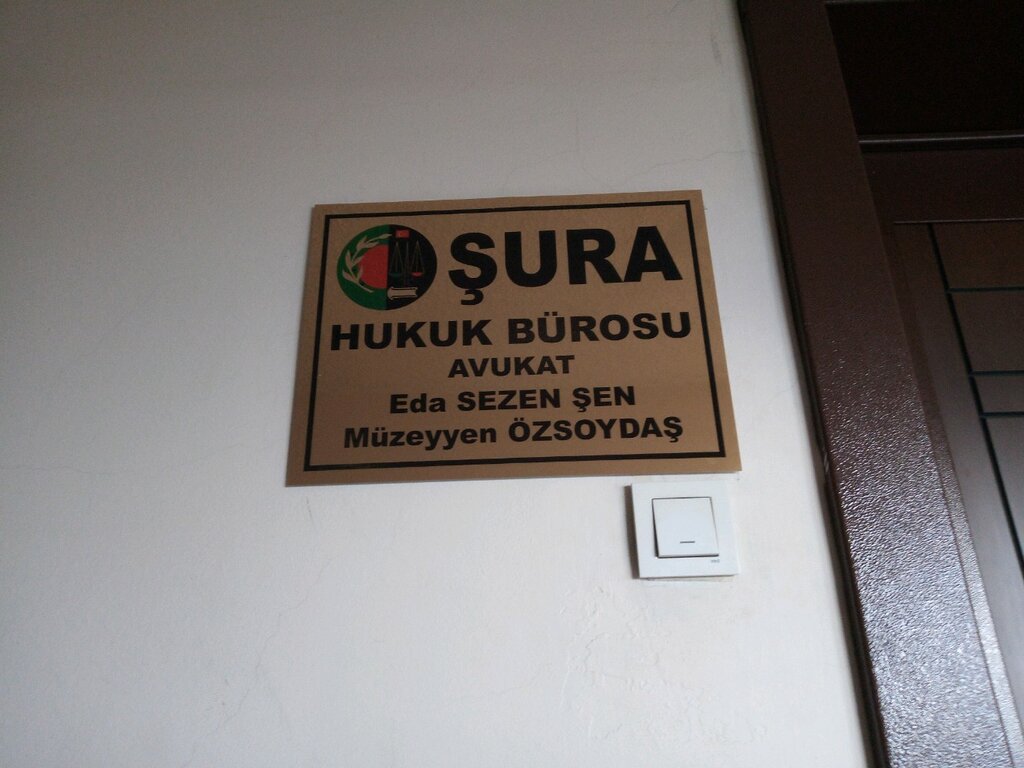 ŞURA
HUKUK BÜROSU
AVUKAT
Eda SEZEN ŞEN
Müzeyyen ÖZSOYDAŞ